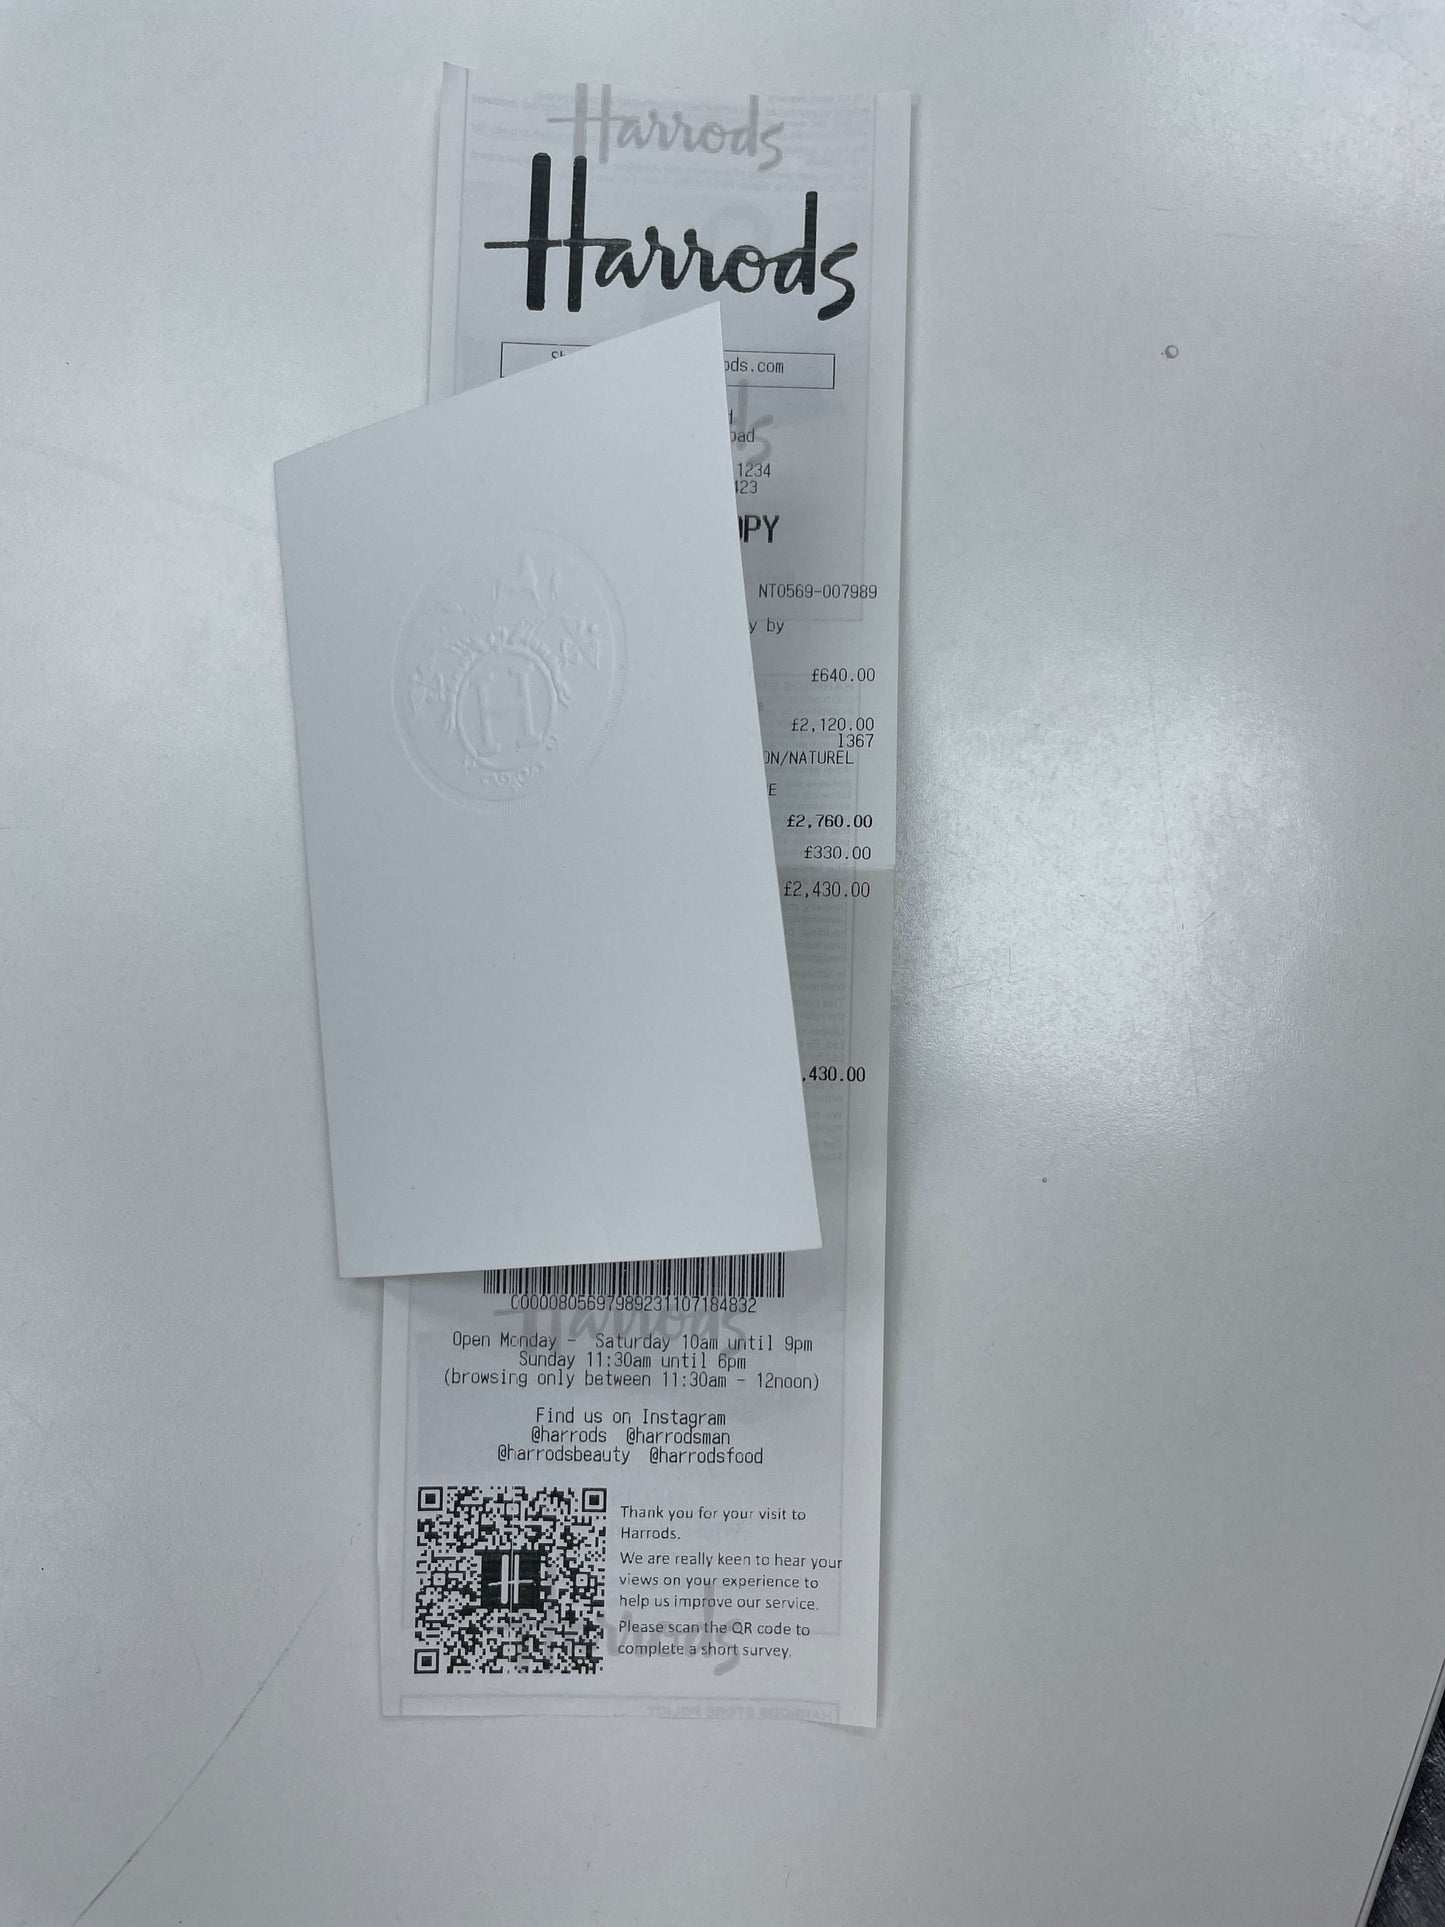 Harrods
Harrods
ods.com
1234
423
OPY
NT0569-007989
y by
£640.00
£2,120.00
1367
ON/NATUREL
E
£2,760.00
£330.00
£2,430.00
,430.00
H
C0000805697989231107184832
Open Monday - Saturday 10am until 9pm
Sunday 11:30am until 6pm
(browsing only between 11:30am - 12noon)
Find us on Instagram
@harrods @harrodsman
@harrodsbeauty @harrodsfood
Thank you for your visit to
Harrods.
We are really keen to hear your
views on your experience to
help us improve our service.
Please scan the QR code to
complete a short survey.